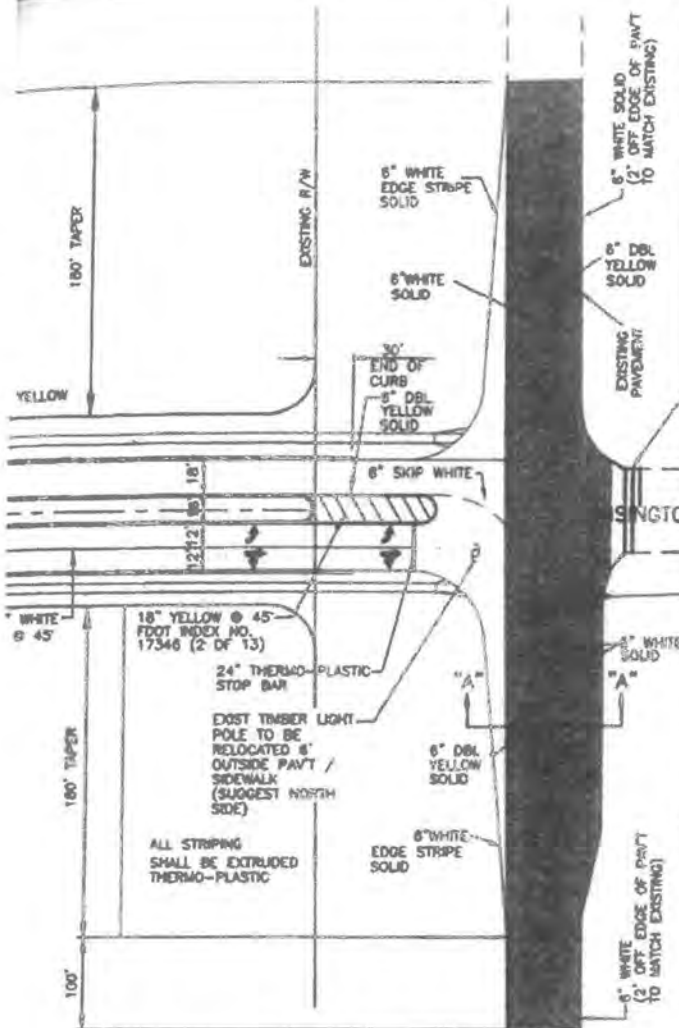 6" WHITE SOLID
(2' OFF EDGE OF PAV'T
TO MATCH EXISTING)
180' TAPER
EXISTING R/W
6" WHITE
EDGE STRIPE
SOLID
6" WHITE
SOLID
6" DBL
YELLOW
SOLID
EXISTING
PAVEMENT
30'
END OF
CURB
6" DBL
YELLOW
SOLID
YELLOW
6" SKIP WHITE
18'
12'
12'
WHITE
@ 45
18" YELLOW @ 45
FDOT INDEX NO.
17346 (2 OF 13)
24" THERMO-PLASTIC
STOP BAR
6" WHITE
SOLID
"A"
"A"
EXIST TIMBER LIGHT
POLE TO BE
RELOCATED 6'
OUTSIDE PAV'T /
SIDEWALK
(SUGGEST NORTH
SIDE)
6" DBL
YELLOW
SOLID
180' TAPER
ALL STRIPING
SHALL BE EXTRUDED
THERMO-PLASTIC
6" WHITE
EDGE STRIPE
SOLID
100'
6" WHITE
(2' OFF EDGE OF PAV'T
TO MATCH EXISTING)